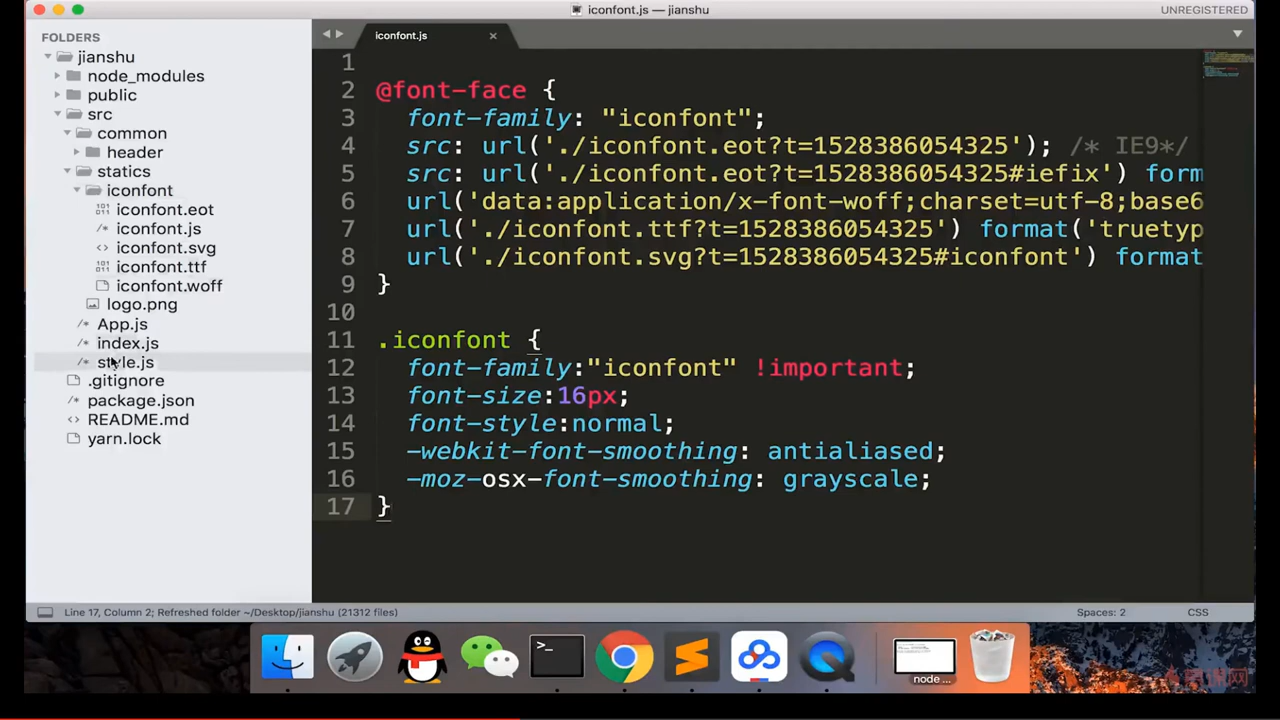 iconfont.js — jianshu
UNREGISTERED
FOLDERS
jianshu
node_modules
public
src
common
header
statics
iconfont
iconfont.eot
iconfont.js
iconfont.svg
iconfont.ttf
iconfont.woff
logo.png
App.js
index.js
style.js
.gitignore
package.json
README.md
yarn.lock
iconfont.js
1
2 @font-face {
3 font-family: "iconfont";
4 src: url('./iconfont.eot?t=1528386054325'); /* IE9*/
5 src: url('./iconfont.eot?t=1528386054325#iefix') form
6 url('data:application/x-font-woff;charset=utf-8;base6
7 url('./iconfont.ttf?t=1528386054325') format('truetyp
8 url('./iconfont.svg?t=1528386054325#iconfont') format
9 }
10
11 .iconfont {
12 font-family:"iconfont" !important;
13 font-size:16px;
14 font-style:normal;
15 -webkit-font-smoothing: antialiased;
16 -moz-osx-font-smoothing: grayscale;
17 }
Line 17, Column 2; Refreshed folder ~/Desktop/jianshu (21312 files)
Spaces: 2
CSS
node ...